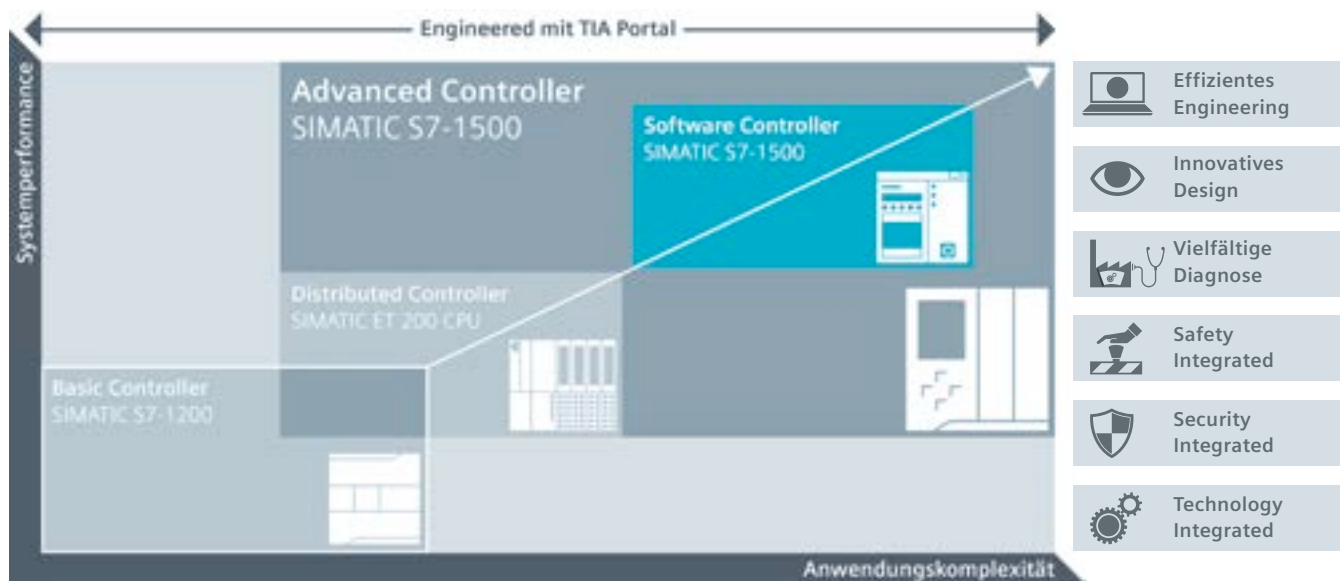 Engineered mit TIA Portal
Systemperformance
Advanced Controller
SIMATIC S7-1500
Software Controller
SIMATIC S7-1500
Distributed Controller
SIMATIC ET 200 CPU
Basic Controller
SIMATIC S7-1200
Anwendungskomplexität
Effizientes
Engineering
Innovatives
Design
Vielfältige
Diagnose
Safety
Integrated
Security
Integrated
Technology
Integrated